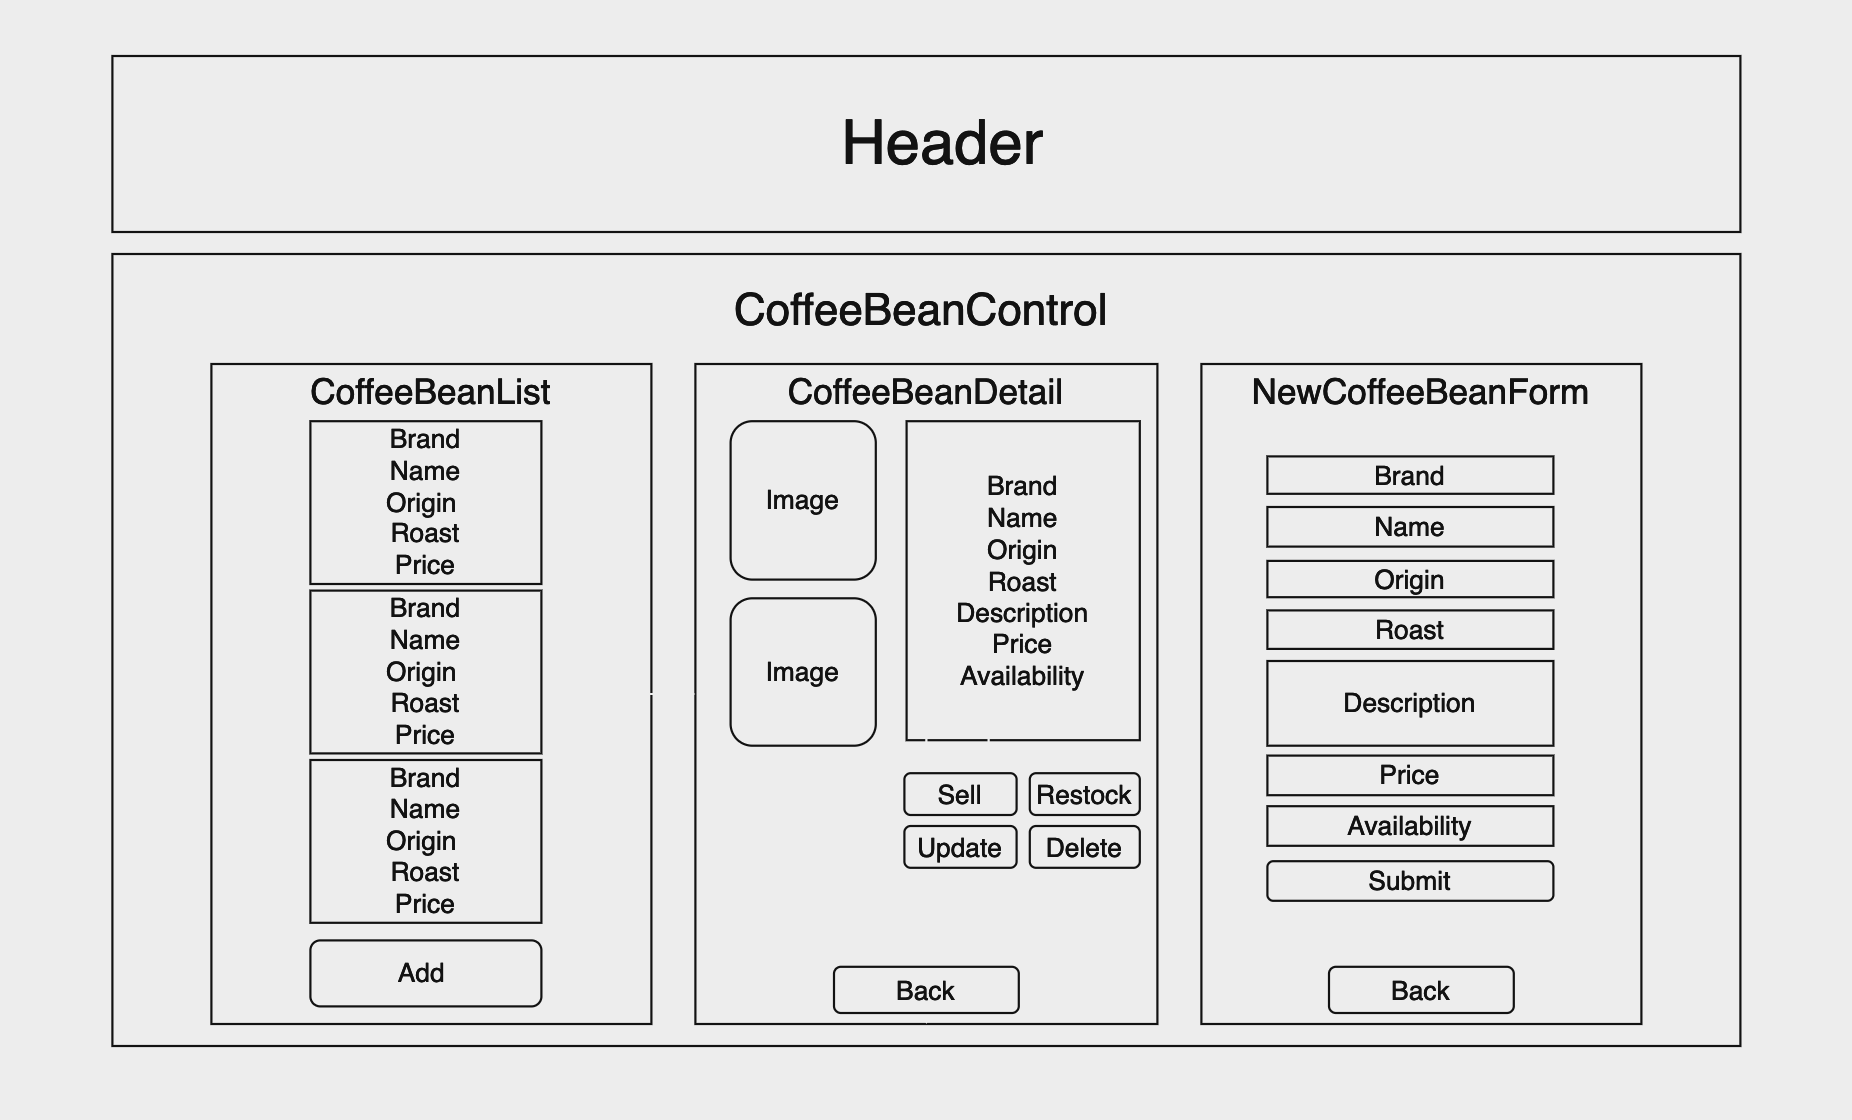 Header
CoffeeBeanControl
CoffeeBeanList
Brand
Name
Origin
Roast
Price
Brand
Name
Origin
Roast
Price
Brand
Name
Origin
Roast
Price
Add
CoffeeBeanDetail
Image
Image
Brand
Name
Origin
Roast
Description
Price
Availability
Sell
Restock
Update
Delete
Back
NewCoffeeBeanForm
Brand
Name
Origin
Roast
Description
Price
Availability
Submit
Back